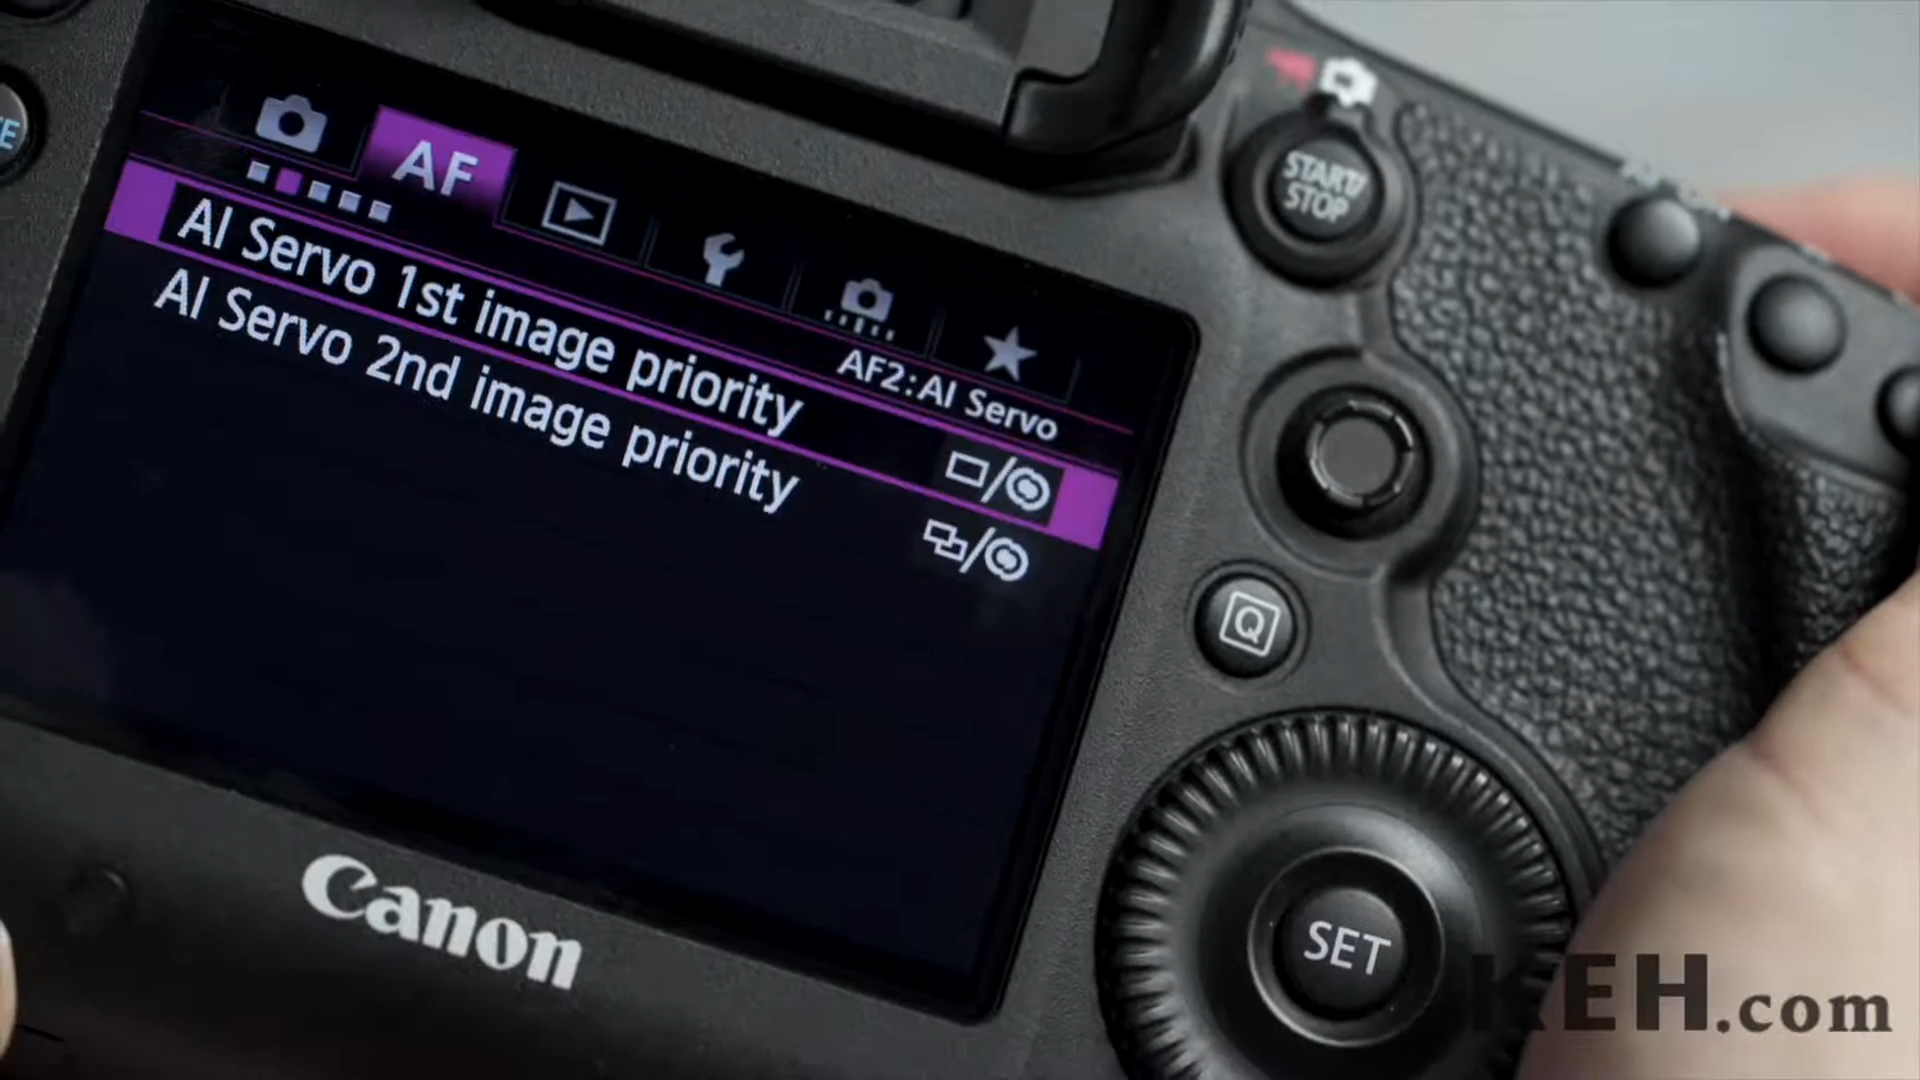 AF
AF2:AI Servo
AI Servo 1st image priority
AI Servo 2nd image priority
START/
STOP
Q
SET
Canon
KEH.com